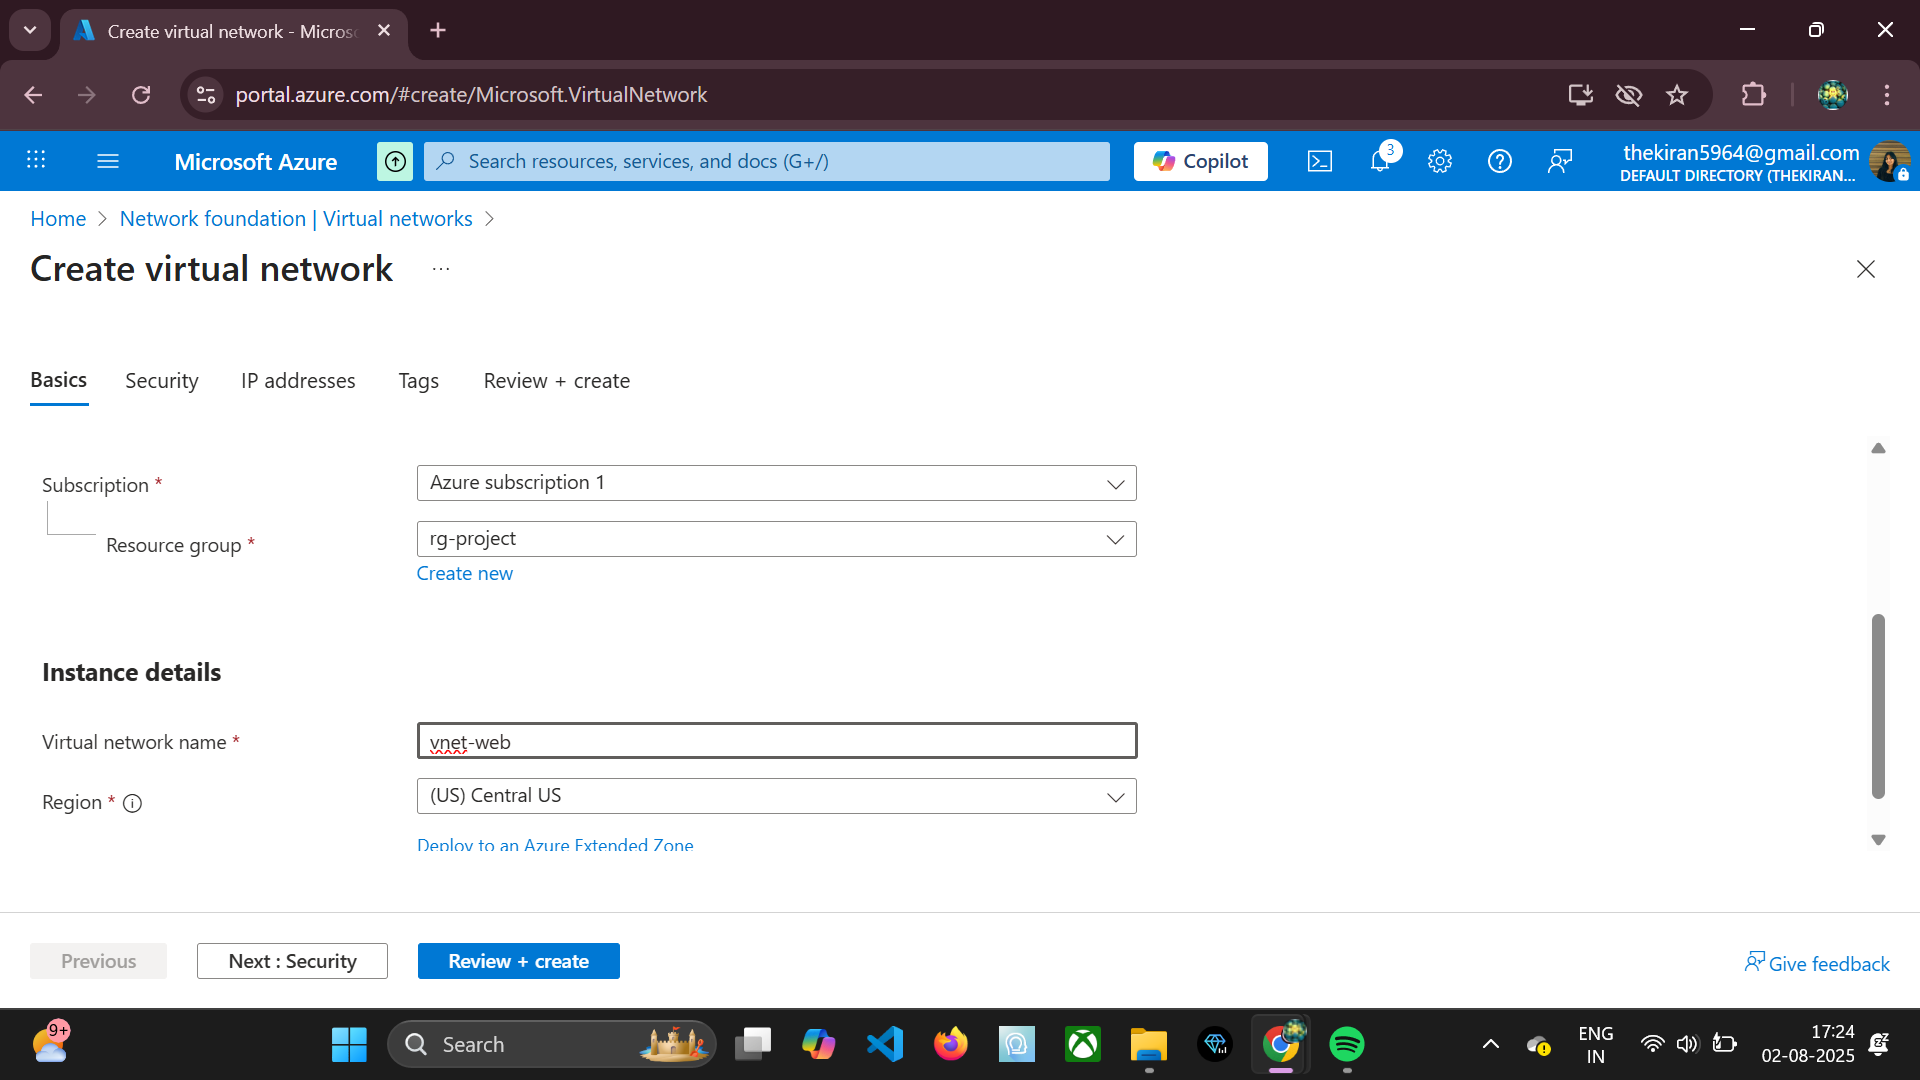 Create virtual network - Micros
portal.azure.com/#create/Microsoft.VirtualNetwork
Microsoft Azure
Search resources, services, and docs (G+/)
Copilot
3
thekiran5964@gmail.com
DEFAULT DIRECTORY (THEKIRAN...
Home > Network foundation | Virtual networks >
Create virtual network ...
Basics
Security
IP addresses
Tags
Review + create
Subscription *
Azure subscription 1
Resource group *
rg-project
Create new
Instance details
Virtual network name *
vnet-web
Region *
(US) Central US
Deploy to an Azure Extended Zone
Previous
Next : Security
Review + create
Give feedback
9+
Search
ENG
IN
17:24
02-08-2025